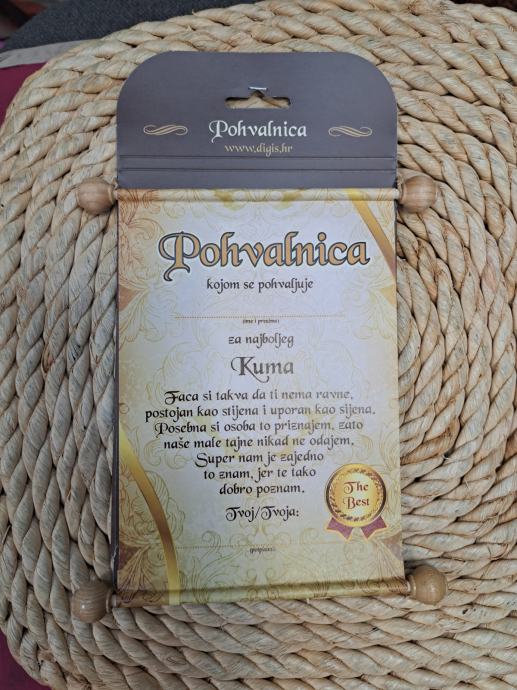 Pohvalnica
www.digis.hr
Pohvalnica
kojom se pohvaljuje
(ime i prezime)
za najboljeg
Kuma
Faca si takva da ti nema ravne,
postojan kao stijena i uporan kao sijena.
Posebna si osoba to priznajem, zato
naše male tajne nikad ne odajem.
Super nam je zajedno
to znam, jer te tako
dobro poznam.
The
Best
Tvoj/Tvoja:
(potpis)